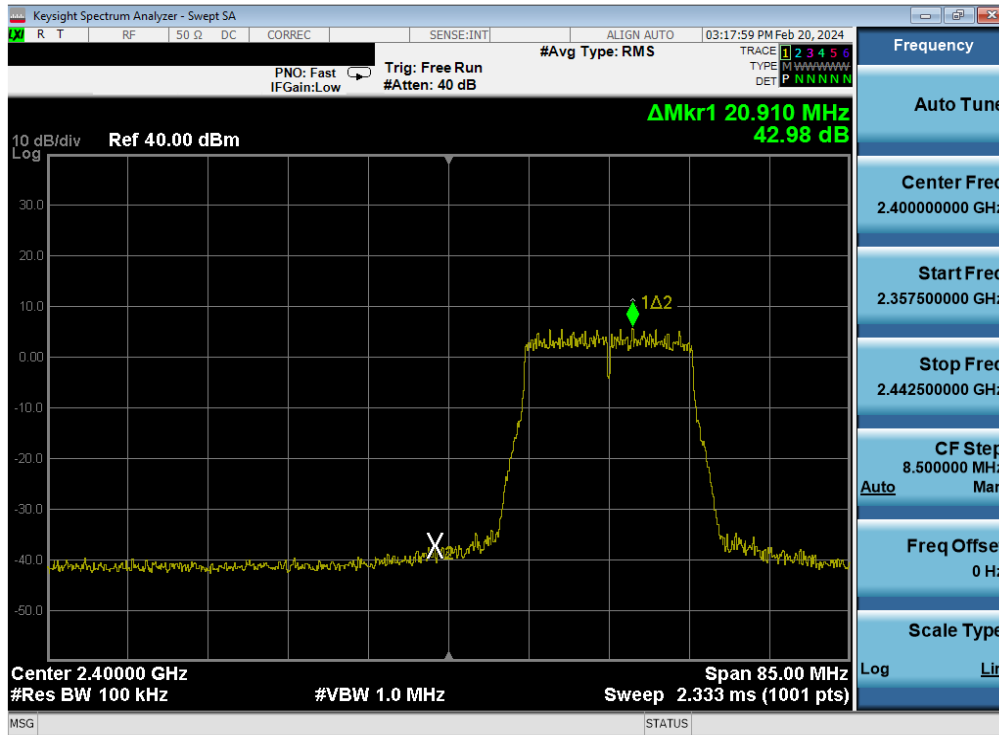 Keysight Spectrum Analyzer - Swept SA
LXI R T RF 50 Ω DC CORREC SENSE:INT ALIGN AUTO 03:17:59 PM Feb 20, 2024
#Avg Type: RMS
TRACE 1 2 3 4 5 6
TYPE M W W W W W
DET P N N N N N
PNO: Fast
IFGain:Low
Trig: Free Run
#Atten: 40 dB
ΔMkr1 20.910 MHz
42.98 dB
10 dB/div Ref 40.00 dBm
Log
30.0
20.0
10.0
0.00
-10.0
-20.0
-30.0
-40.0
-50.0
1Δ2
X2
Center 2.40000 GHz Span 85.00 MHz
#Res BW 100 kHz #VBW 1.0 MHz Sweep 2.333 ms (1001 pts)
MSG STATUS
Frequency
Auto Tune
Center Freq
2.400000000 GHz
Start Freq
2.357500000 GHz
Stop Freq
2.442500000 GHz
CF Step
8.500000 MHz
Auto Man
Freq Offset
0 Hz
Scale Type
Log Lin